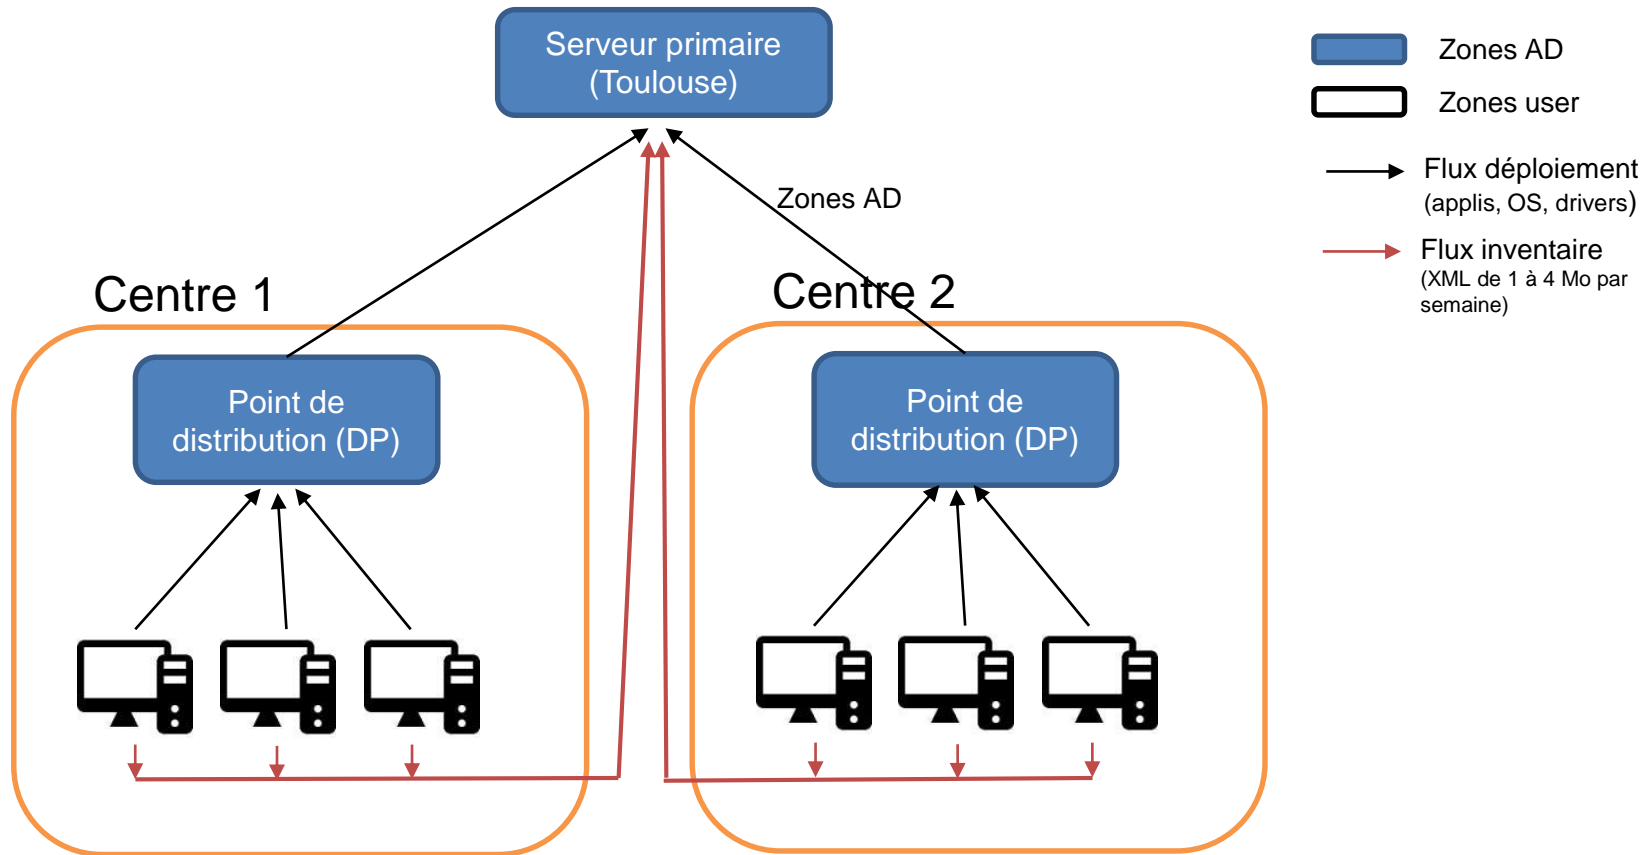 Serveur primaire
(Toulouse)
Zones AD
Zones user
Flux déploiement
(applis, OS, drivers)
Flux inventaire
(XML de 1 à 4 Mo par
semaine)
Zones AD
Centre 1
Centre 2
Point de
distribution (DP)
Point de
distribution (DP)